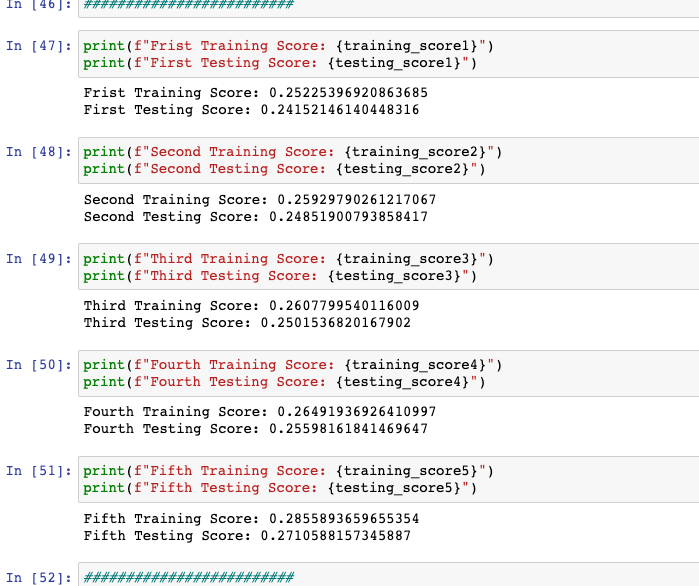 In [46]: #########################
In [47]: print(f"Frist Training Score: {training_score1}")
print(f"First Testing Score: {testing_score1}")
Frist Training Score: 0.25225396920863685
First Testing Score: 0.24152146140448316
In [48]: print(f"Second Training Score: {training_score2}")
print(f"Second Testing Score: {testing_score2}")
Second Training Score: 0.25929790261217067
Second Testing Score: 0.24851900793858417
In [49]: print(f"Third Training Score: {training_score3}")
print(f"Third Testing Score: {testing_score3}")
Third Training Score: 0.2607799540116009
Third Testing Score: 0.2501536820167902
In [50]: print(f"Fourth Training Score: {training_score4}")
print(f"Fourth Testing Score: {testing_score4}")
Fourth Training Score: 0.26491936926410997
Fourth Testing Score: 0.25598161841469647
In [51]: print(f"Fifth Training Score: {training_score5}")
print(f"Fifth Testing Score: {testing_score5}")
Fifth Training Score: 0.2855893659655354
Fifth Testing Score: 0.2710588157345887
In [52]: #########################